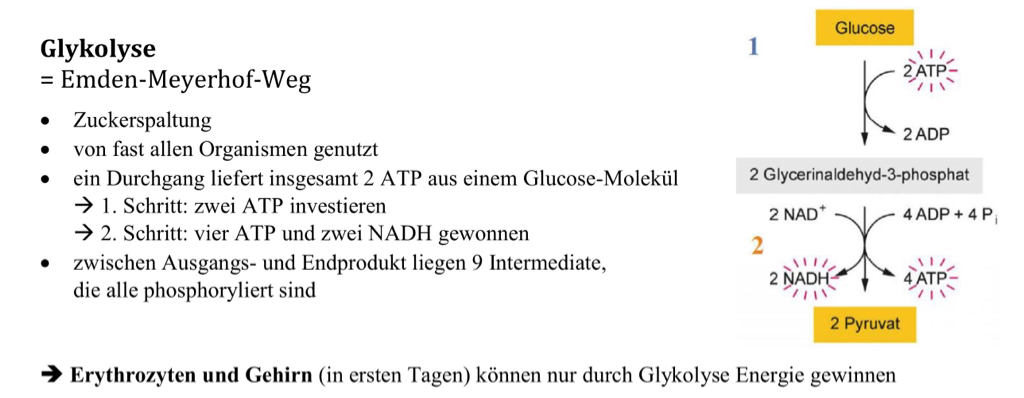 Glykolyse
= Emden-Meyerhof-Weg
• Zuckerspaltung
• von fast allen Organismen genutzt
• ein Durchgang liefert insgesamt 2 ATP aus einem Glucose-Molekül
→ 1. Schritt: zwei ATP investieren
→ 2. Schritt: vier ATP und zwei NADH gewonnen
• zwischen Ausgangs- und Endprodukt liegen 9 Intermediate,
die alle phosphoryliert sind
1
Glucose
2 ATP
2 ADP
2 Glycerinaldehyd-3-phosphat
2 NAD⁺ 4 ADP + 4 Pᵢ
2
2 NADH 4 ATP
2 Pyruvat
➔ Erythrozyten und Gehirn (in ersten Tagen) können nur durch Glykolyse Energie gewinnen